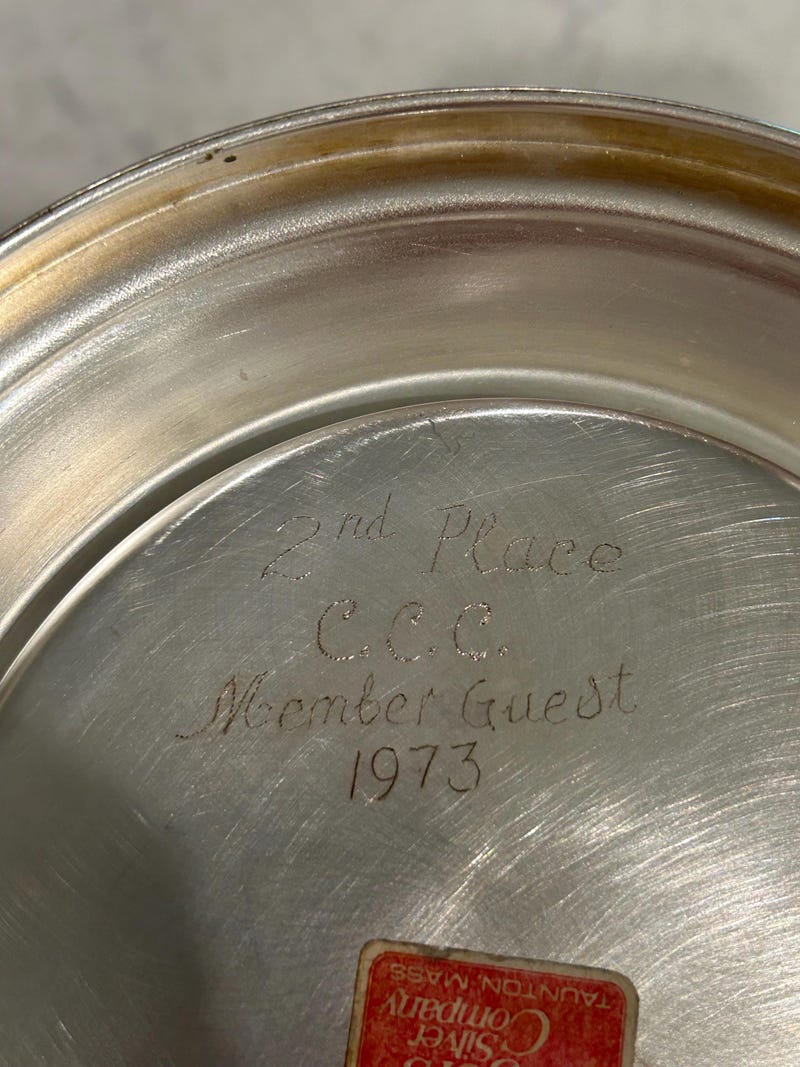 2nd Place
C.C.C.
Member Guest
1973
Silver
Company
TAUNTON, MASS